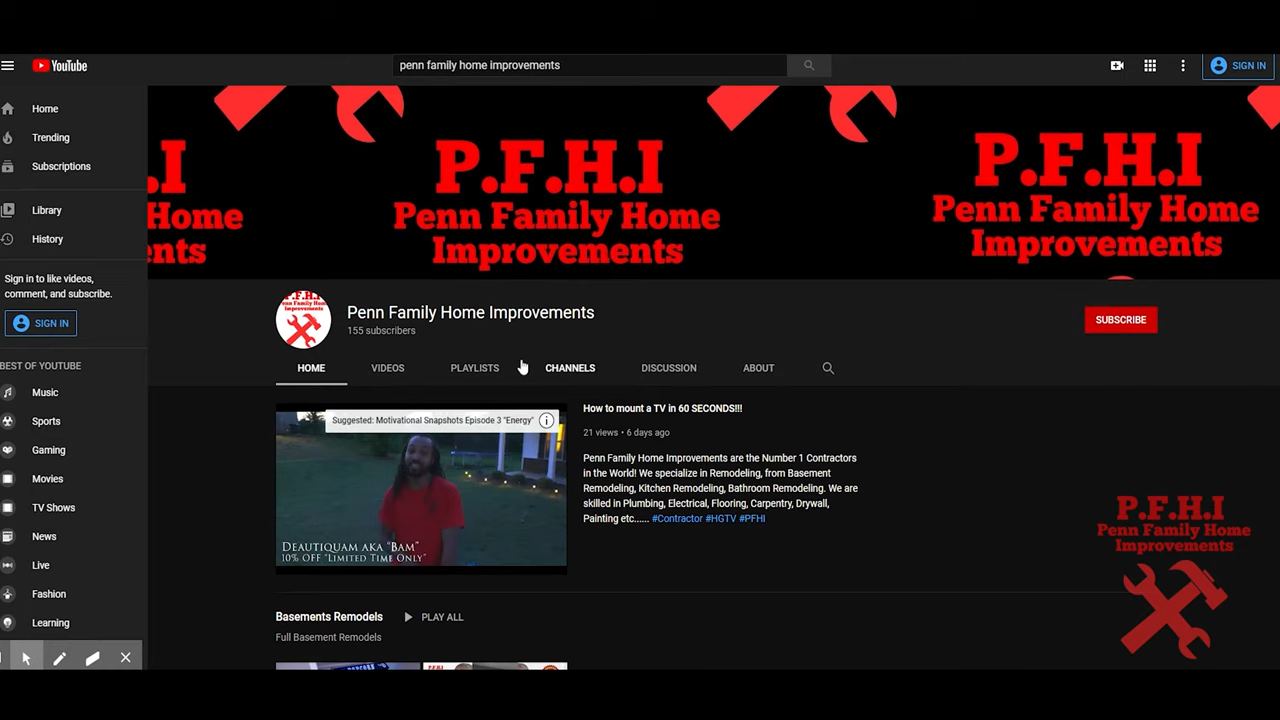 YouTube
penn family home improvements
SIGN IN
Home
Trending
Subscriptions
Library
History
Sign in to like videos,
comment, and subscribe.
SIGN IN
BEST OF YOUTUBE
Music
Sports
Gaming
Movies
TV Shows
News
Live
Fashion
Learning
.I
Home
ents
P.F.H.I
Penn Family Home
Improvements
P.F.H.I
Penn Family Home
Improvements
P.F.H.I
Penn Family Home
Improvements
Penn Family Home Improvements
155 subscribers
SUBSCRIBE
HOME
VIDEOS
PLAYLISTS
CHANNELS
DISCUSSION
ABOUT
Suggested: Motivational Snapshots Episode 3 "Energy"
DEAUTIQUAM AKA "BAM"
10% OFF "LIMITED TIME ONLY"
How to mount a TV in 60 SECONDS!!!
21 views • 6 days ago
Penn Family Home Improvements are the Number 1 Contractors
in the World! We specialize in Remodeling, from Basement
Remodeling, Kitchen Remodeling, Bathroom Remodeling. We are
skilled in Plumbing, Electrical, Flooring, Carpentry, Drywall,
Painting etc...... #Contractor #HGTV #PFHI
Basements Remodels
PLAY ALL
Full Basement Remodels
P.F.H.I
Penn Family Home
Improvements